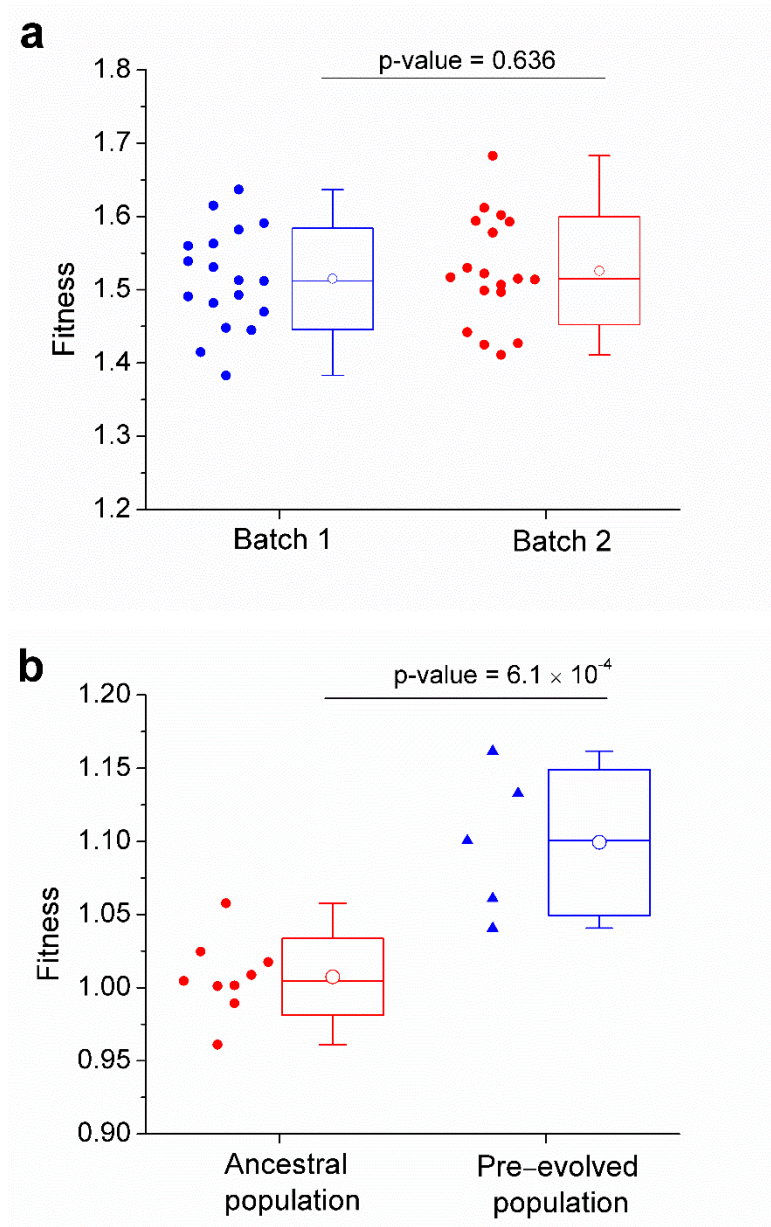 a
p-value = 0.636
1.8
1.7
1.6
1.5
1.4
1.3
1.2
Fitness
Batch 1
Batch 2
b
p-value = 6.1 × 10⁻⁴
1.20
1.15
1.10
1.05
1.00
0.95
0.90
Fitness
Ancestral
population
Pre−evolved
population